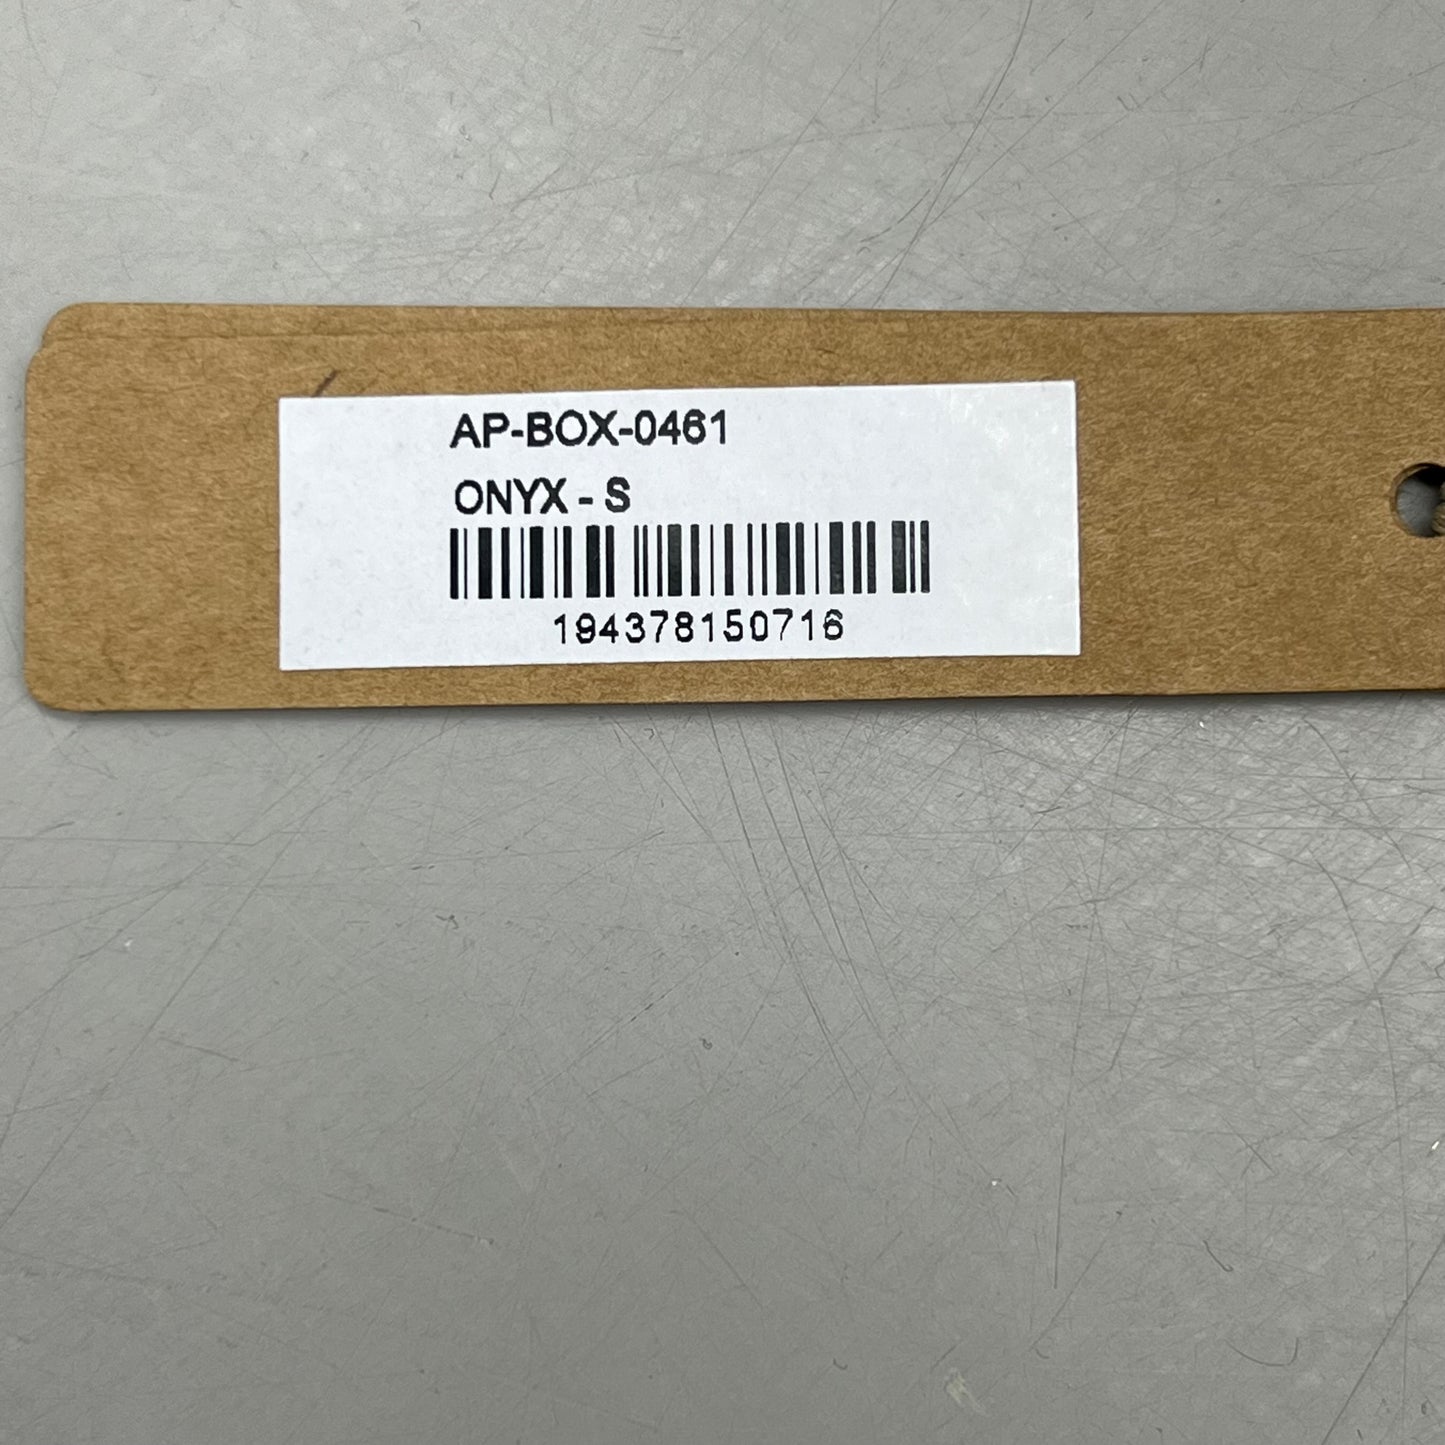 AP-BOX-0461
ONYX - S
194378150716